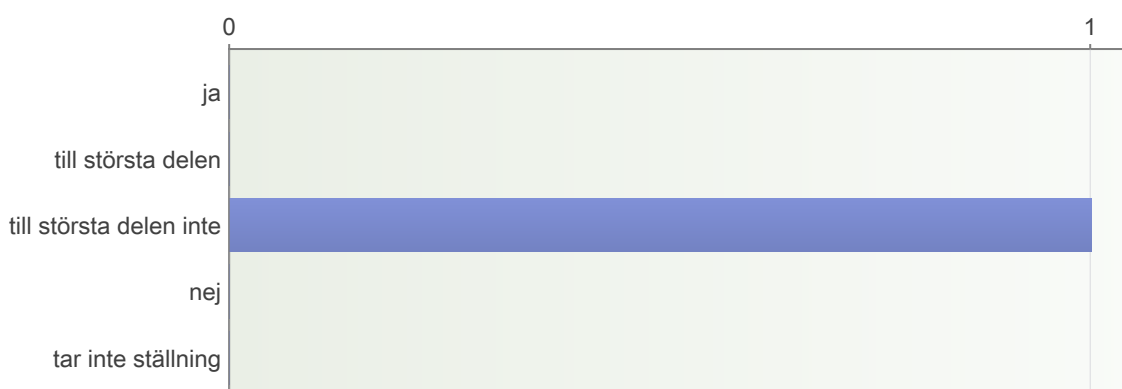 0 1
ja
till största delen
till största delen inte
nej
tar inte ställning